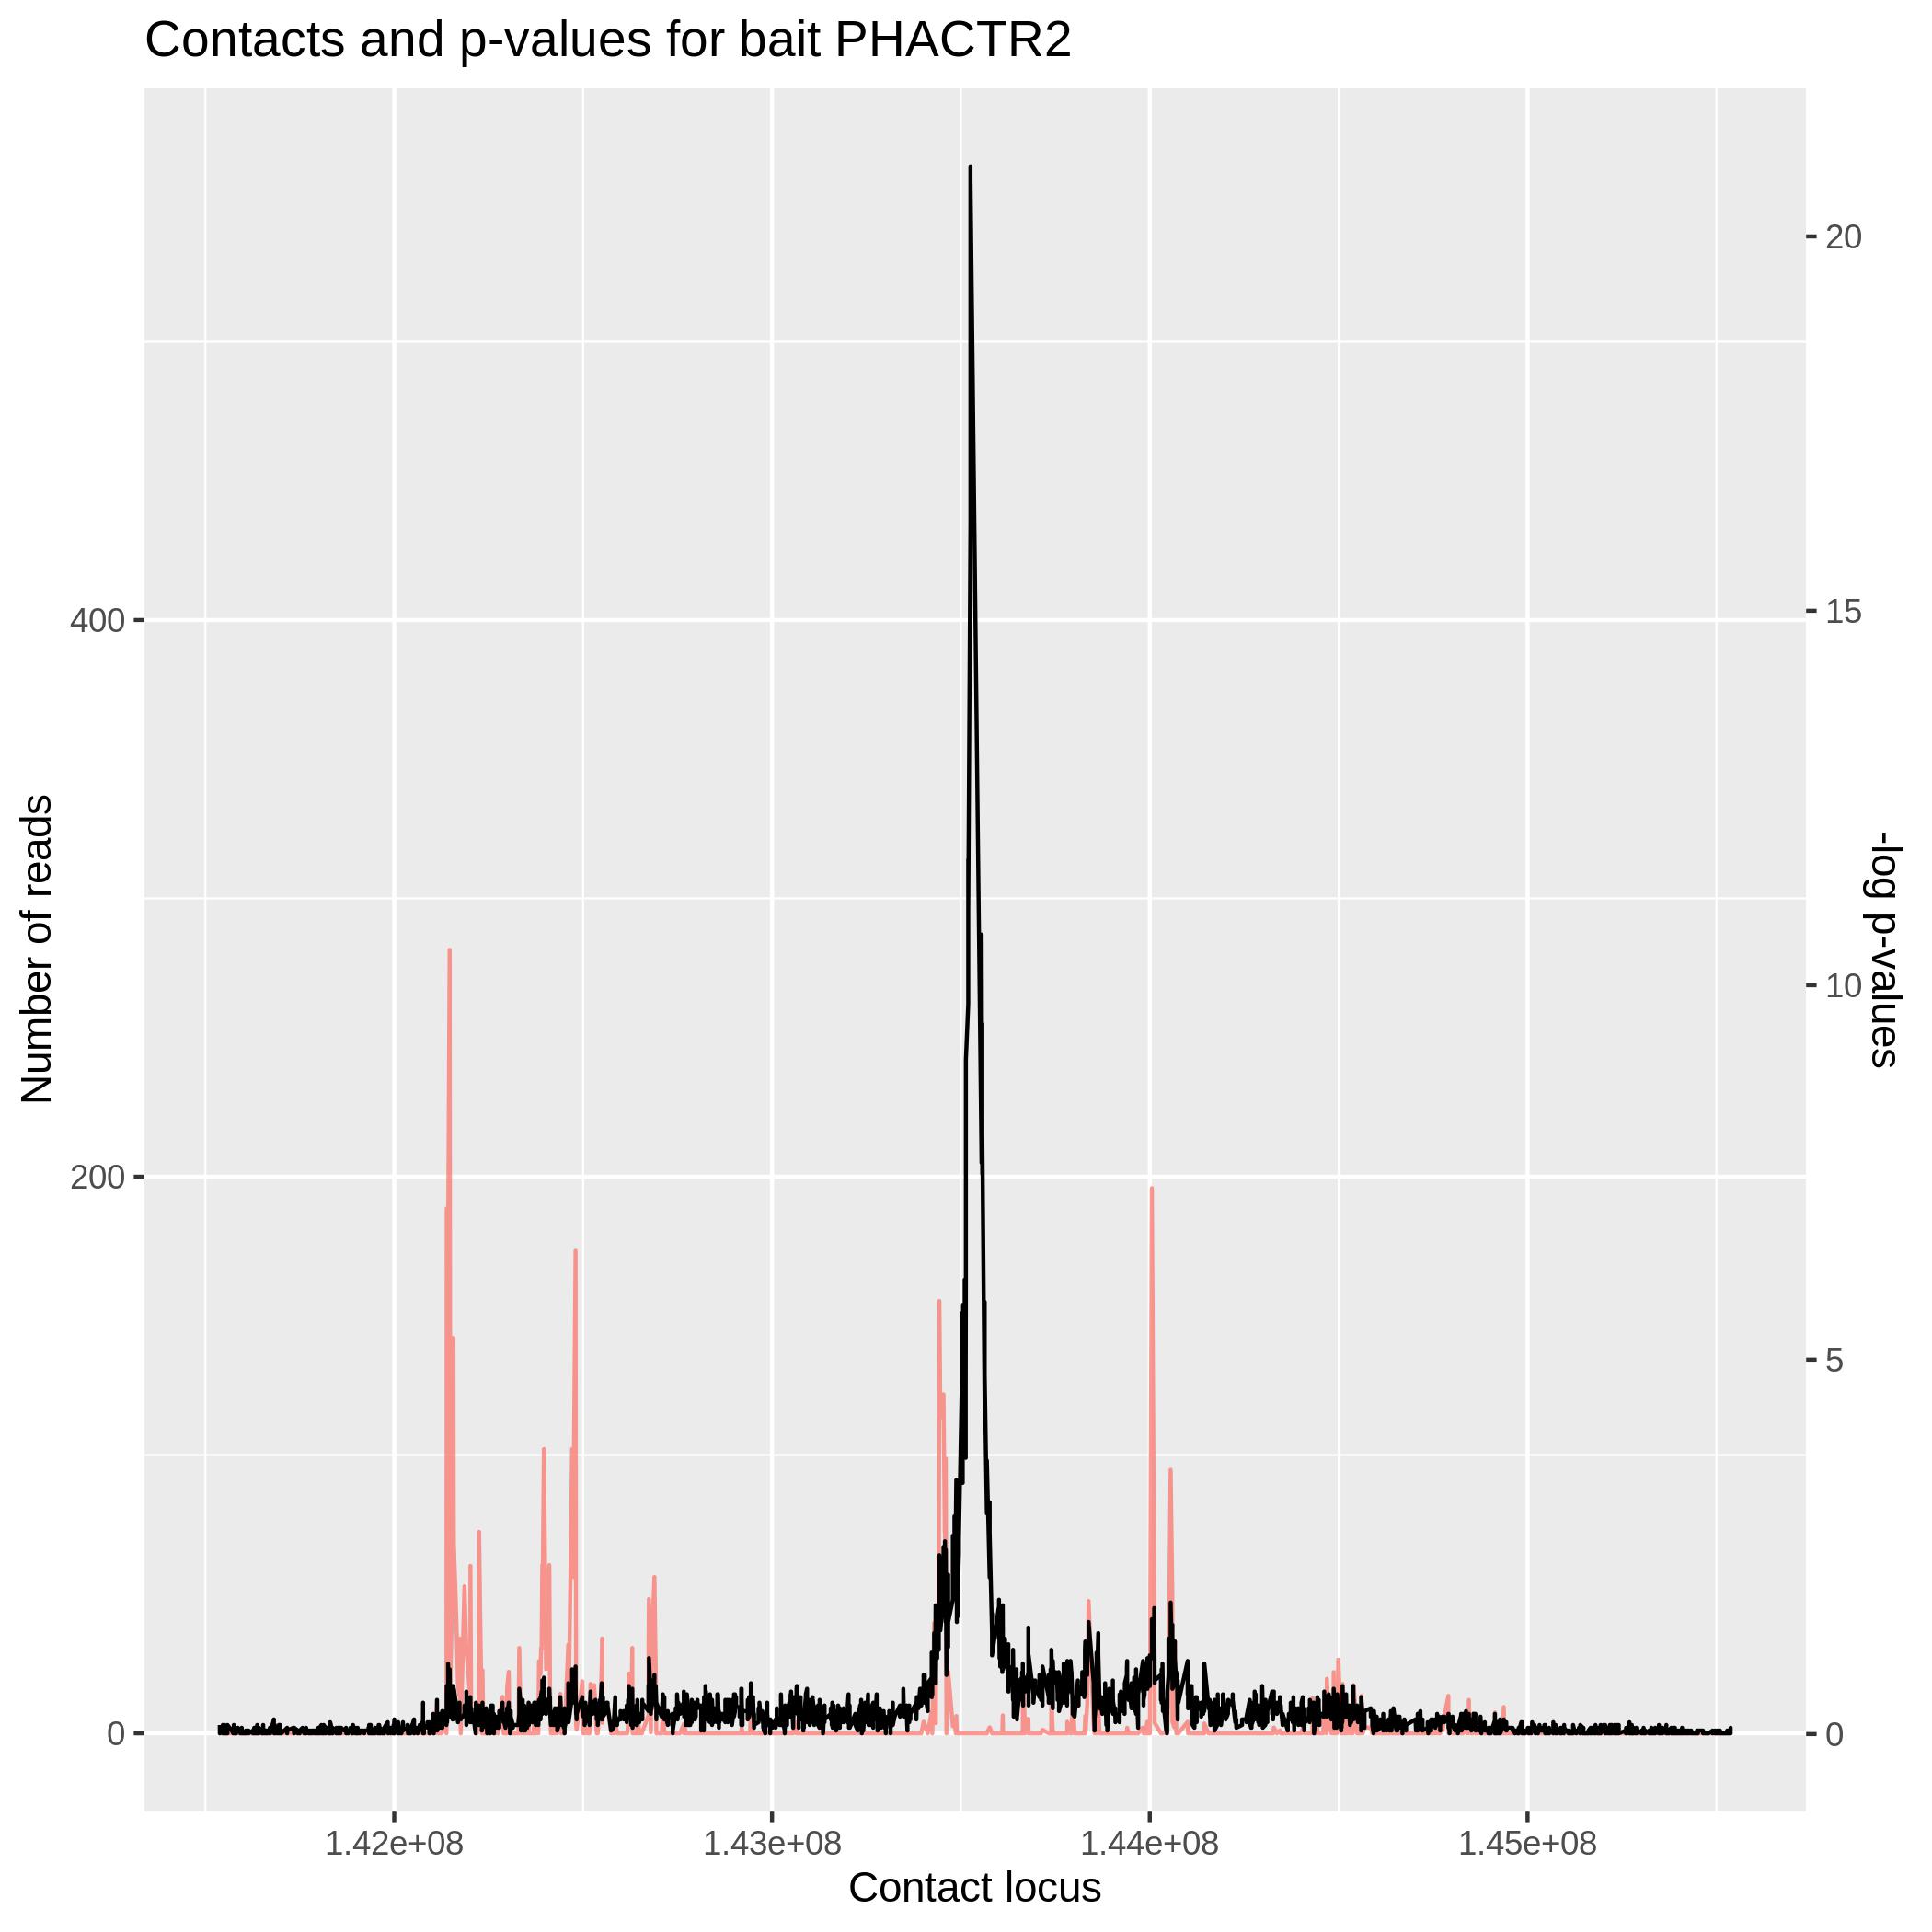 Contacts and p-values for bait PHACTR2
Number of reads
400
200
0
20
15
10
5
0
-log p-values
1.42e+08
1.43e+08
1.44e+08
1.45e+08
Contact locus